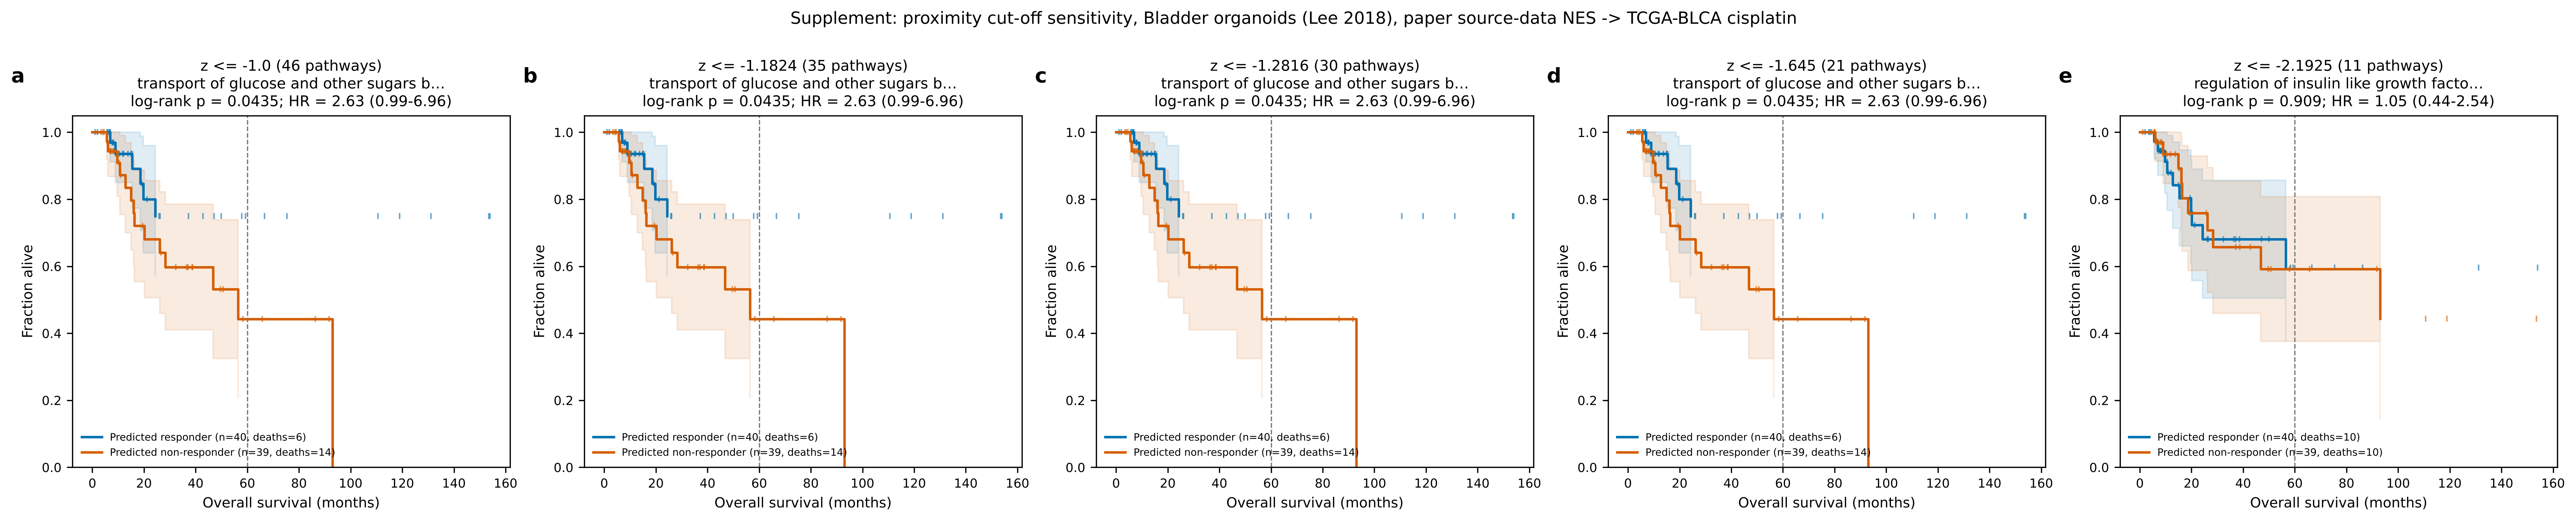 Supplement: proximity cut-off sensitivity, Bladder organoids (Lee 2018), paper source-data NES -> TCGA-BLCA cisplatin
a
z <= -1.0 (46 pathways)
transport of glucose and other sugars b...
log-rank p = 0.0435; HR = 2.63 (0.99-6.96)
Fraction alive
1.0
0.8
0.6
0.4
0.2
0.0
Predicted responder (n=40, deaths=6)
Predicted non-responder (n=39, deaths=14)
0 20 40 60 80 100 120 140 160
Overall survival (months)
b
z <= -1.1824 (35 pathways)
transport of glucose and other sugars b...
log-rank p = 0.0435; HR = 2.63 (0.99-6.96)
Fraction alive
1.0
0.8
0.6
0.4
0.2
0.0
Predicted responder (n=40, deaths=6)
Predicted non-responder (n=39, deaths=14)
0 20 40 60 80 100 120 140 160
Overall survival (months)
c
z <= -1.2816 (30 pathways)
transport of glucose and other sugars b...
log-rank p = 0.0435; HR = 2.63 (0.99-6.96)
Fraction alive
1.0
0.8
0.6
0.4
0.2
0.0
Predicted responder (n=40, deaths=6)
Predicted non-responder (n=39, deaths=14)
0 20 40 60 80 100 120 140 160
Overall survival (months)
d
z <= -1.645 (21 pathways)
transport of glucose and other sugars b...
log-rank p = 0.0435; HR = 2.63 (0.99-6.96)
Fraction alive
1.0
0.8
0.6
0.4
0.2
0.0
Predicted responder (n=40, deaths=6)
Predicted non-responder (n=39, deaths=14)
0 20 40 60 80 100 120 140 160
Overall survival (months)
e
z <= -2.1925 (11 pathways)
regulation of insulin like growth facto...
log-rank p = 0.909; HR = 1.05 (0.44-2.54)
Fraction alive
1.0
0.8
0.6
0.4
0.2
0.0
Predicted responder (n=40, deaths=10)
Predicted non-responder (n=39, deaths=10)
0 20 40 60 80 100 120 140 160
Overall survival (months)